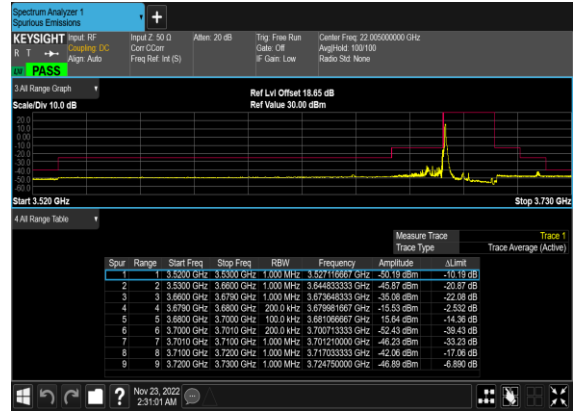 Spectrum Analyzer 1
Spurious Emissions
KEYSIGHT Input: RF Input Z: 50 Ω Atten: 20 dB Trig: Free Run Center Freq: 22.005000000 GHz
R T Coupling: DC Corr CCorr Gate: Off Avg|Hold: 100/100
Align: Auto Freq Ref: Int (S) IF Gain: Low Radio Std: None
PASS
3 All Range Graph
Ref Lvl Offset 18.65 dB
Scale/Div 10.0 dB Ref Value 30.00 dBm
20.0
10.0
0.00
-10.0
-20.0
-30.0
-40.0
-50.0
-60.0
Start 3.520 GHz Stop 3.730 GHz
4 All Range Table
Measure Trace Trace 1
Trace Type Trace Average (Active)
Spur Range Start Freq Stop Freq RBW Frequency Amplitude ΔLimit
1 1 3.5200 GHz 3.5300 GHz 1.000 MHz 3.527116667 GHz -50.19 dBm -10.19 dB
2 2 3.5300 GHz 3.6600 GHz 1.000 MHz 3.644833333 GHz -45.87 dBm -20.87 dB
3 3 3.6600 GHz 3.6790 GHz 1.000 MHz 3.673648333 GHz -35.08 dBm -22.08 dB
4 4 3.6790 GHz 3.6800 GHz 200.0 kHz 3.679981667 GHz -15.53 dBm -2.532 dB
5 5 3.6800 GHz 3.7000 GHz 100.0 kHz 3.681066667 GHz 15.64 dBm -14.36 dB
6 6 3.7000 GHz 3.7010 GHz 200.0 kHz 3.700713333 GHz -52.43 dBm -39.43 dB
7 7 3.7010 GHz 3.7100 GHz 1.000 MHz 3.701210000 GHz -46.23 dBm -33.23 dB
8 8 3.7100 GHz 3.7200 GHz 1.000 MHz 3.717033333 GHz -42.06 dBm -17.06 dB
9 9 3.7200 GHz 3.7300 GHz 1.000 MHz 3.724750000 GHz -46.89 dBm -6.890 dB
? Nov 23, 2022
2:31:01 AM